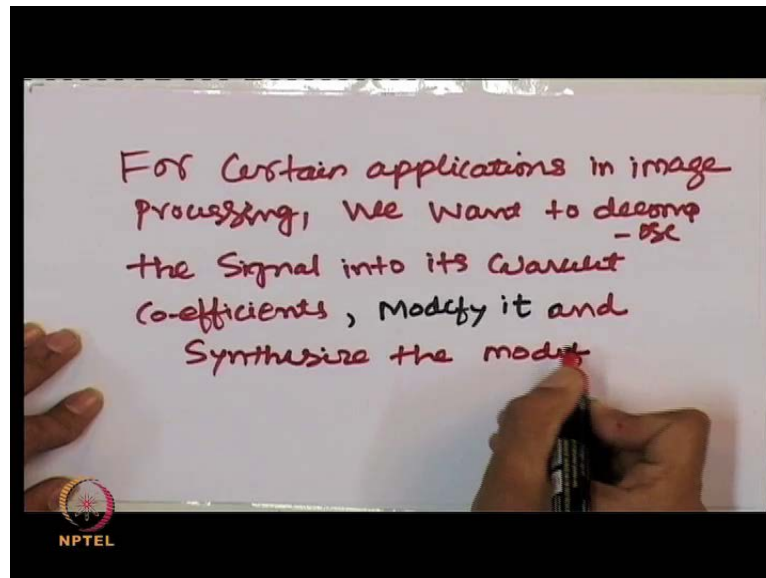 For Certain applications in image
Processing, We Want to decomp
-ose
the Signal into its Wavelet
Co-efficients, Modify it and
Synthesize the modif
NPTEL